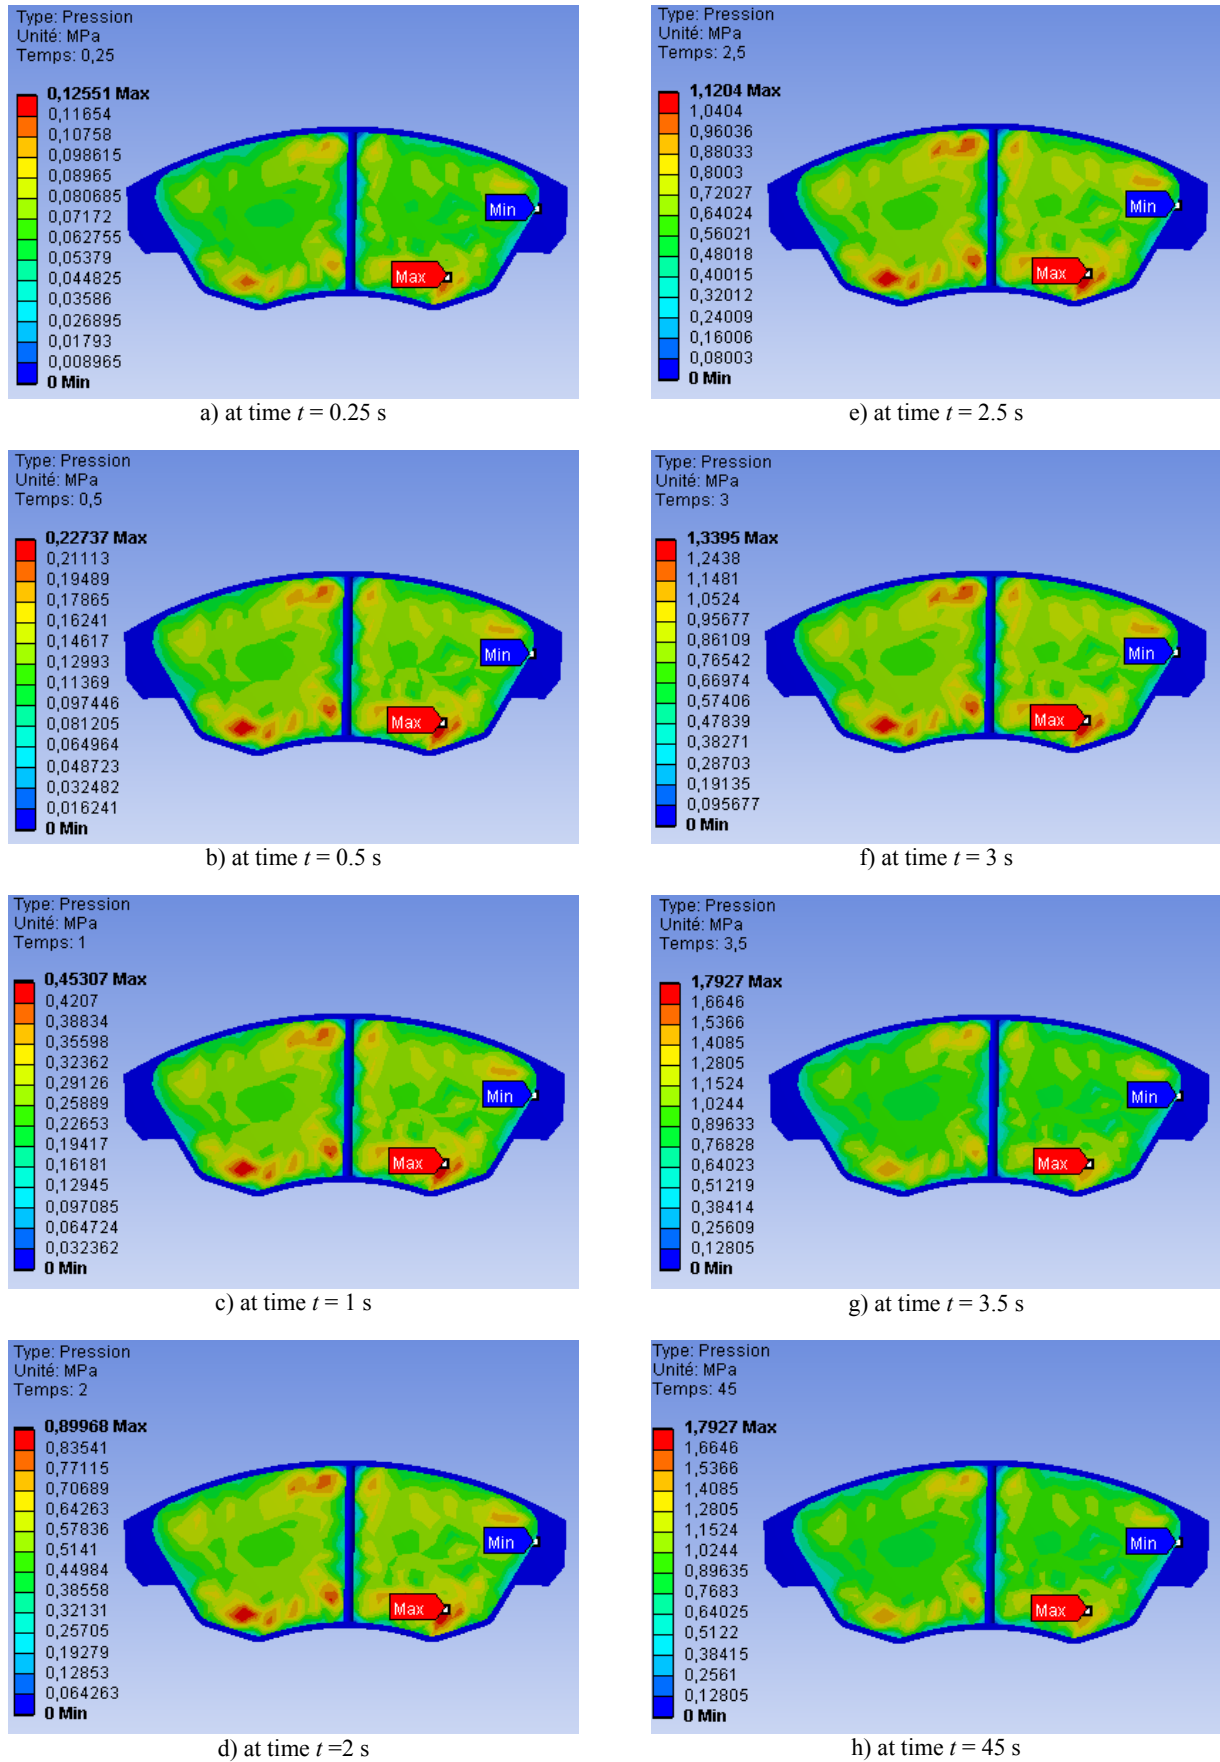 Type: Pression
Unité: MPa
Temps: 0,25
0,12551 Max
0,11654
0,10758
0,098615
0,08965
0,080685
0,07172
0,062755
0,05379
0,044825
0,03586
0,026895
0,01793
0,008965
0 Min
Min
Max
a) at time t = 0.25 s
Type: Pression
Unité: MPa
Temps: 0,5
0,22737 Max
0,21113
0,19489
0,17865
0,16241
0,14617
0,12993
0,11369
0,097446
0,081205
0,064964
0,048723
0,032482
0,016241
0 Min
Min
Max
b) at time t = 0.5 s
Type: Pression
Unité: MPa
Temps: 1
0,45307 Max
0,4207
0,38834
0,35598
0,32362
0,29126
0,25889
0,22653
0,19417
0,16181
0,12945
0,097085
0,064724
0,032362
0 Min
Min
Max
c) at time t =1 s
Type: Pression
Unité: MPa
Temps: 2
0,89968 Max
0,83541
0,77115
0,70689
0,64263
0,57836
0,5141
0,44984
0,38558
0,32131
0,25705
0,19279
0,12853
0,064263
0 Min
Min
Max
d) at time t =2 s
Type: Pression
Unité: MPa
Temps: 2,5
1,1204 Max
1,0404
0,96036
0,88033
0,8003
0,72027
0,64024
0,56021
0,48018
0,40015
0,32012
0,24009
0,16006
0,08003
0 Min
Min
Max
e) at time t = 2.5 s
Type: Pression
Unité: MPa
Temps: 3
1,3395 Max
1,2438
1,1481
1,0524
0,95677
0,86109
0,76542
0,66974
0,57406
0,47839
0,38271
0,28703
0,19135
0,095677
0 Min
Min
Max
f) at time t = 3 s
Type: Pression
Unité: MPa
Temps: 3,5
1,7927 Max
1,6646
1,5366
1,4085
1,2805
1,1524
1,0244
0,89633
0,76828
0,64023
0,51219
0,38414
0,25609
0,12805
0 Min
Min
Max
g) at time t = 3.5 s
Type: Pression
Unité: MPa
Temps: 45
1,7927 Max
1,6646
1,5366
1,4085
1,2805
1,1524
1,0244
0,89635
0,7683
0,64025
0,5122
0,38415
0,2561
0,12805
0 Min
Min
Max
h) at time t = 45 s